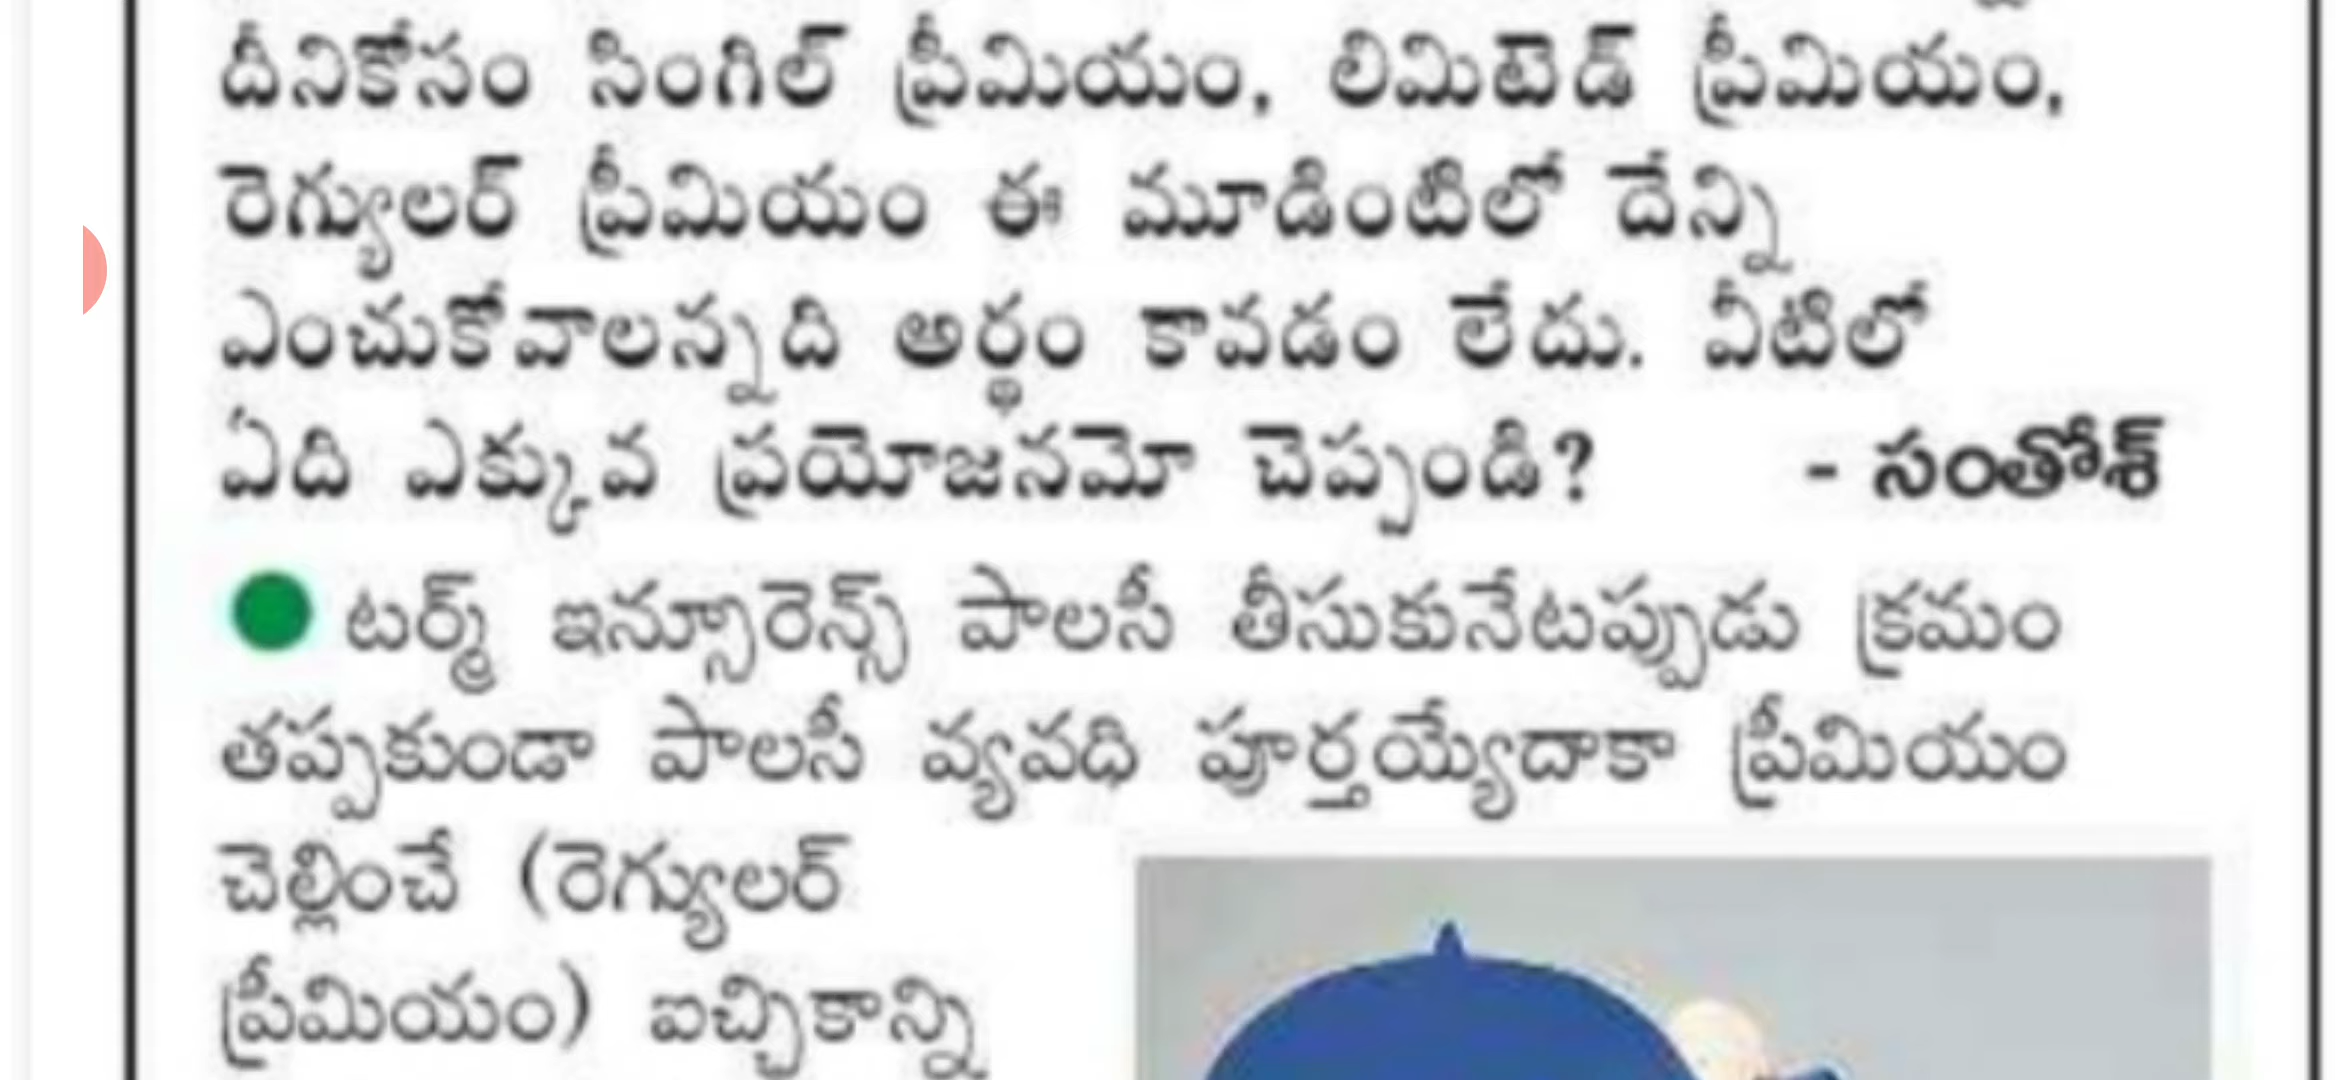 దీనికోసం సింగిల్ ప్రీమియం, లిమిటెడ్ ప్రీమియం,
రెగ్యులర్ ప్రీమియం ఈ మూడింటిలో దేన్ని
ఎంచుకోవాలన్నది అర్థం కావడం లేదు. వీటిలో
ఏది ఎక్కువ ప్రయోజనమో చెప్పండి? - సంతోశ్
టర్మ్ ఇన్సూరెన్స్ పాలసీ తీసుకునేటప్పుడు క్రమం
తప్పకుండా పాలసీ వ్యవధి పూర్తయ్యేదాకా ప్రీమియం
చెల్లించే (రెగ్యులర్
ప్రీమియం) ఐచ్ఛికాన్ని